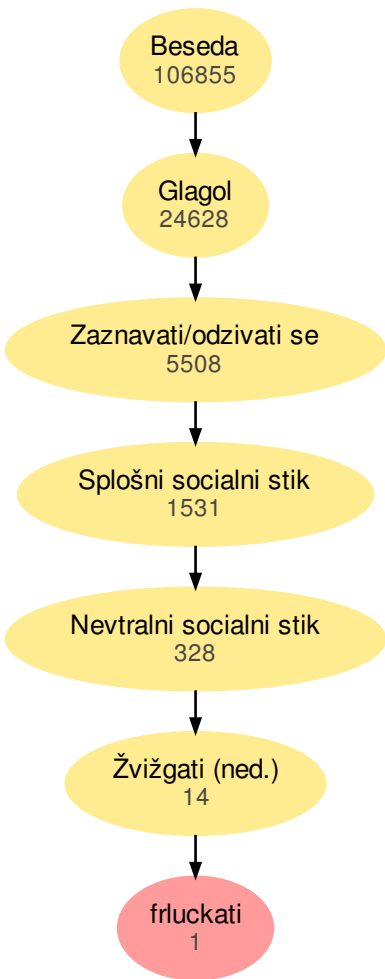 Beseda
106855
Glagol
24628
Zaznavati/odzivati se
5508
Splošni socialni stik
1531
Nevtralni socialni stik
328
Žvižgati (ned.)
14
frluckati
1